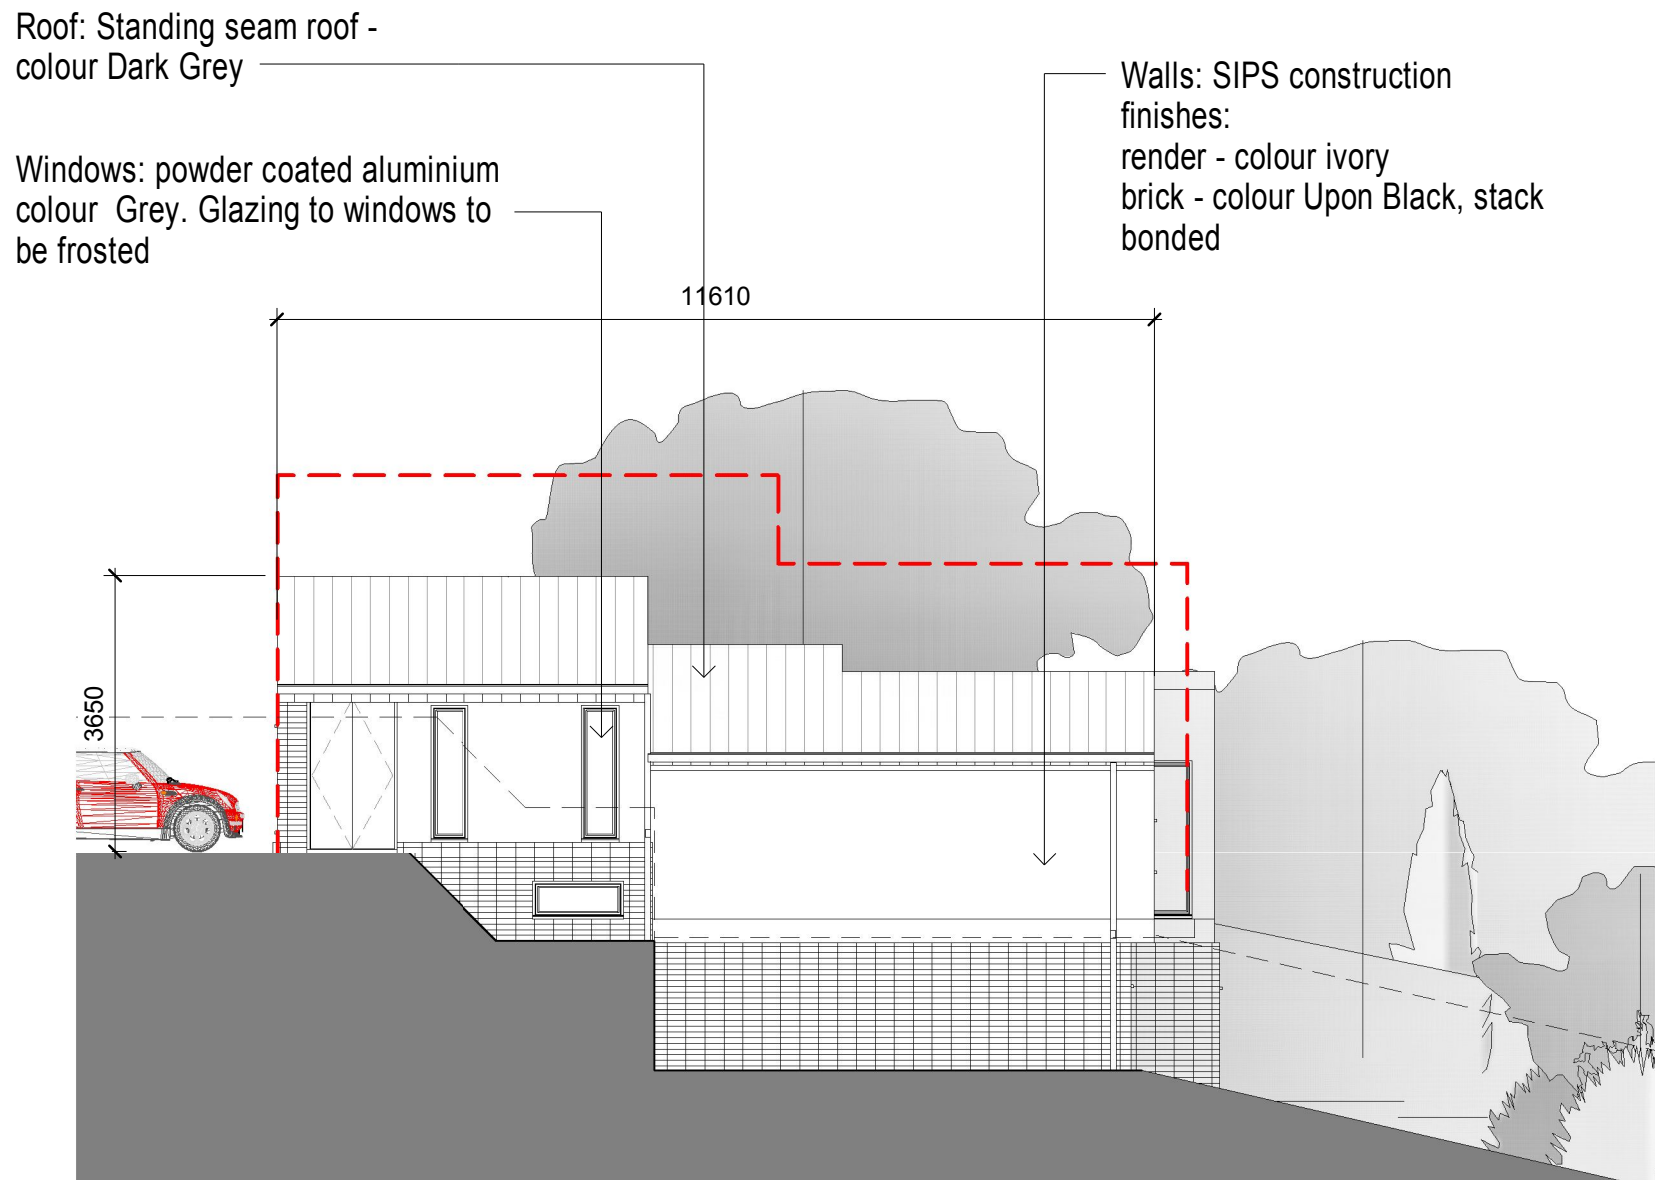 Roof: Standing seam roof -
colour Dark Grey
Windows: powder coated aluminium
colour  Grey. Glazing to windows to
be frosted
Walls: SIPS construction
finishes:
render - colour ivory
brick - colour Upon Black, stack
bonded
11610
3650